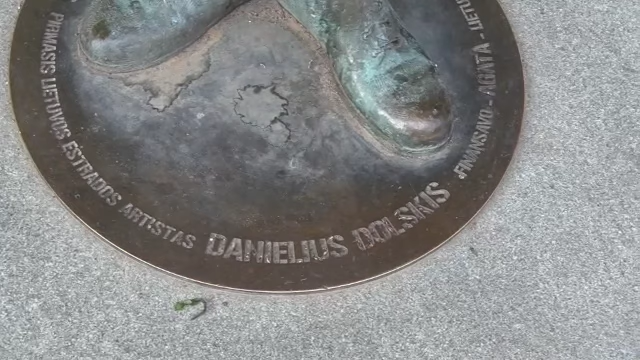 PIRMASIS LIETUVOS ESTRADOS ARTISTAS
DANIELIUS DOLSKIS
FINANSAVO - AGATA -